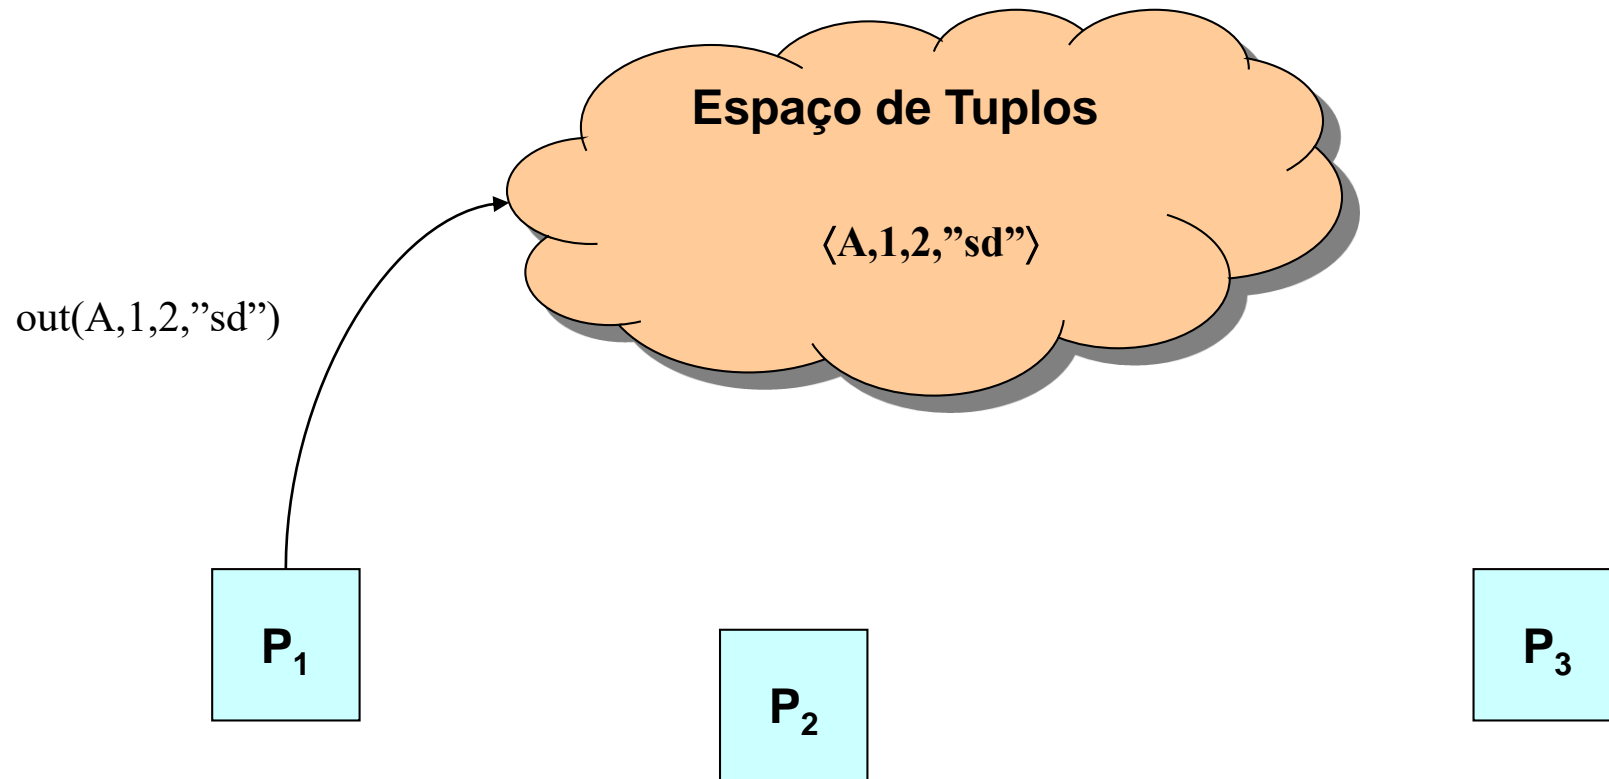 Espaço de Tuplos
⟨A,1,2,”sd”⟩
out(A,1,2,”sd”)
P₁
P₂
P₃